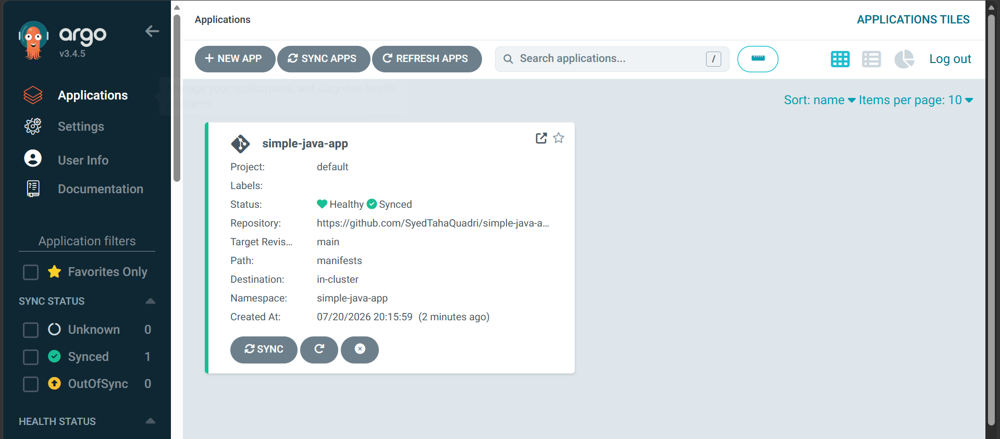 argo
v3.4.5
Applications
Settings
User Info
Documentation
Application filters
Favorites Only
SYNC STATUS
Unknown 0
Synced 1
OutOfSync 0
HEALTH STATUS
Applications
APPLICATIONS TILES
NEW APP SYNC APPS REFRESH APPS Search applications... / Log out
Manage your applications, and diagnose health
problems.
Sort: name Items per page: 10
simple-java-app
Project: default
Labels:
Status: Healthy Synced
Repository: https://github.com/SyedTahaQuadri/simple-java-a...
Target Revis... main
Path: manifests
Destination: in-cluster
Namespace: simple-java-app
Created At: 07/20/2026 20:15:59 (2 minutes ago)
SYNC